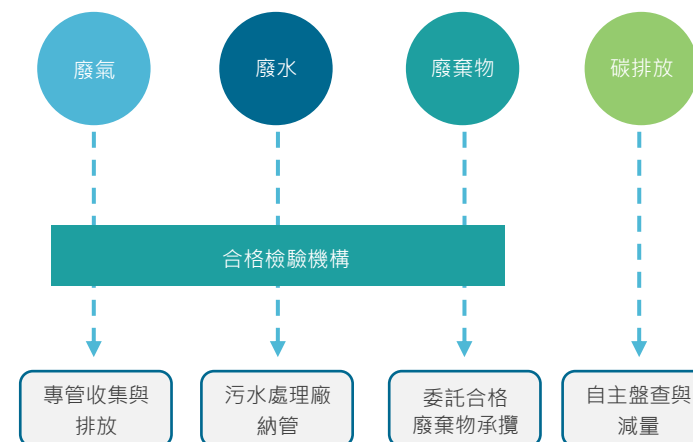 廢氣
廢水
廢棄物
碳排放
合格檢驗機構
專管收集與
排放
污水處理廠
納管
委託合格
廢棄物承攬
自主盤查與
減量